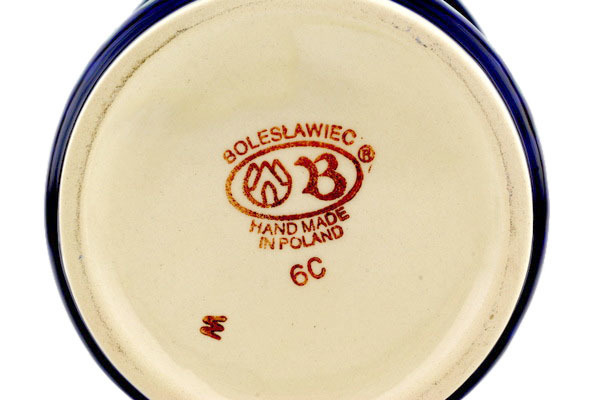 BOLESŁAWIEC ®
B
HAND MADE
IN POLAND
6C
M